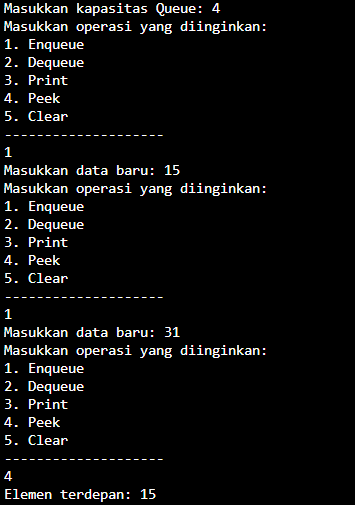 Masukkan kapasitas Queue: 4
Masukkan operasi yang diinginkan:
1. Enqueue
2. Dequeue
3. Print
4. Peek
5. Clear
--------------------
1
Masukkan data baru: 15
Masukkan operasi yang diinginkan:
1. Enqueue
2. Dequeue
3. Print
4. Peek
5. Clear
--------------------
1
Masukkan data baru: 31
Masukkan operasi yang diinginkan:
1. Enqueue
2. Dequeue
3. Print
4. Peek
5. Clear
--------------------
4
Elemen terdepan: 15